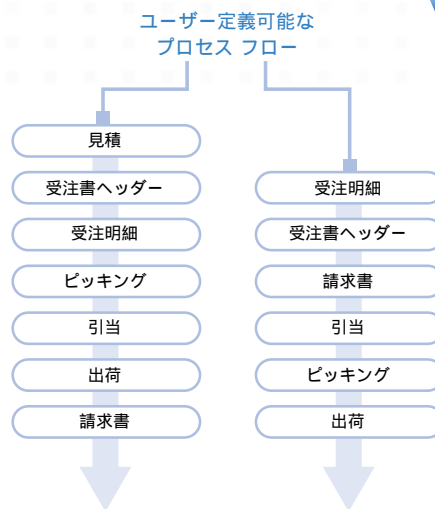 ユーザー定義可能な
プロセス フロー
見積
受注書ヘッダー
受注明細
ピッキング
引当
出荷
請求書
受注明細
受注書ヘッダー
請求書
引当
ピッキング
出荷